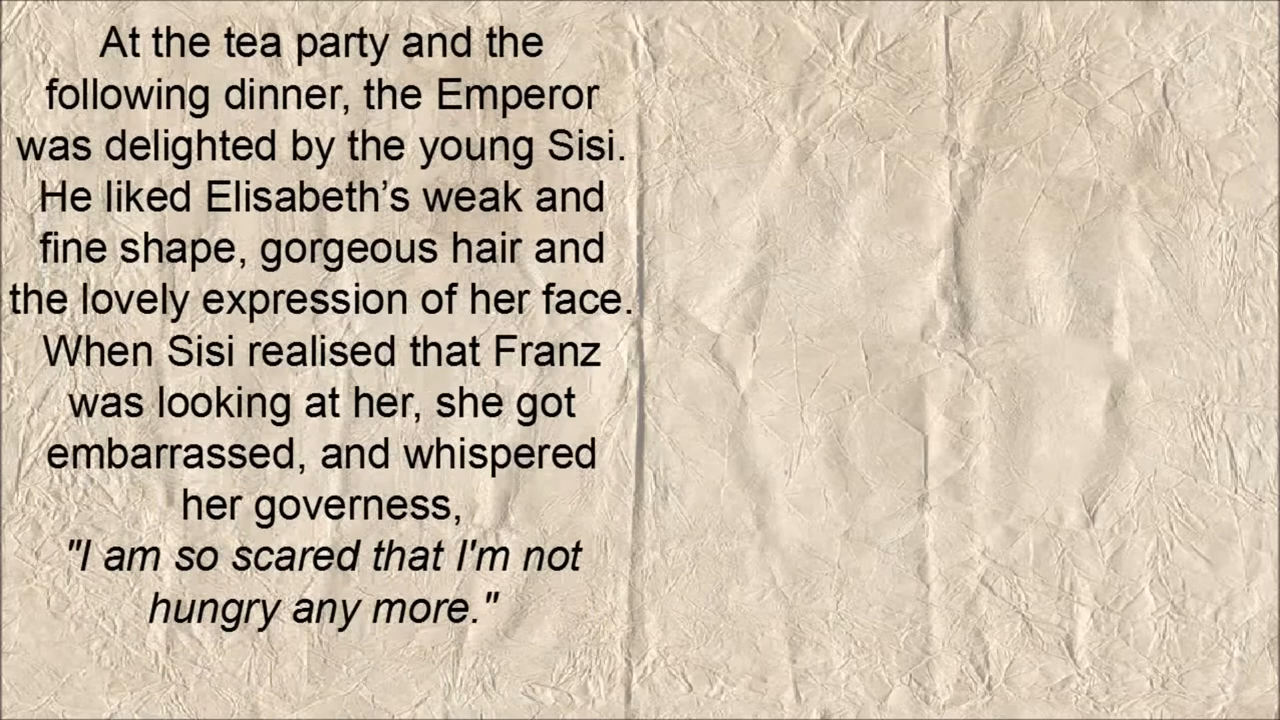 At the tea party and the
following dinner, the Emperor
was delighted by the young Sisi.
He liked Elisabeth’s weak and
fine shape, gorgeous hair and
the lovely expression of her face.
When Sisi realised that Franz
was looking at her, she got
embarrassed, and whispered
her governess,
"I am so scared that I'm not
hungry any more."